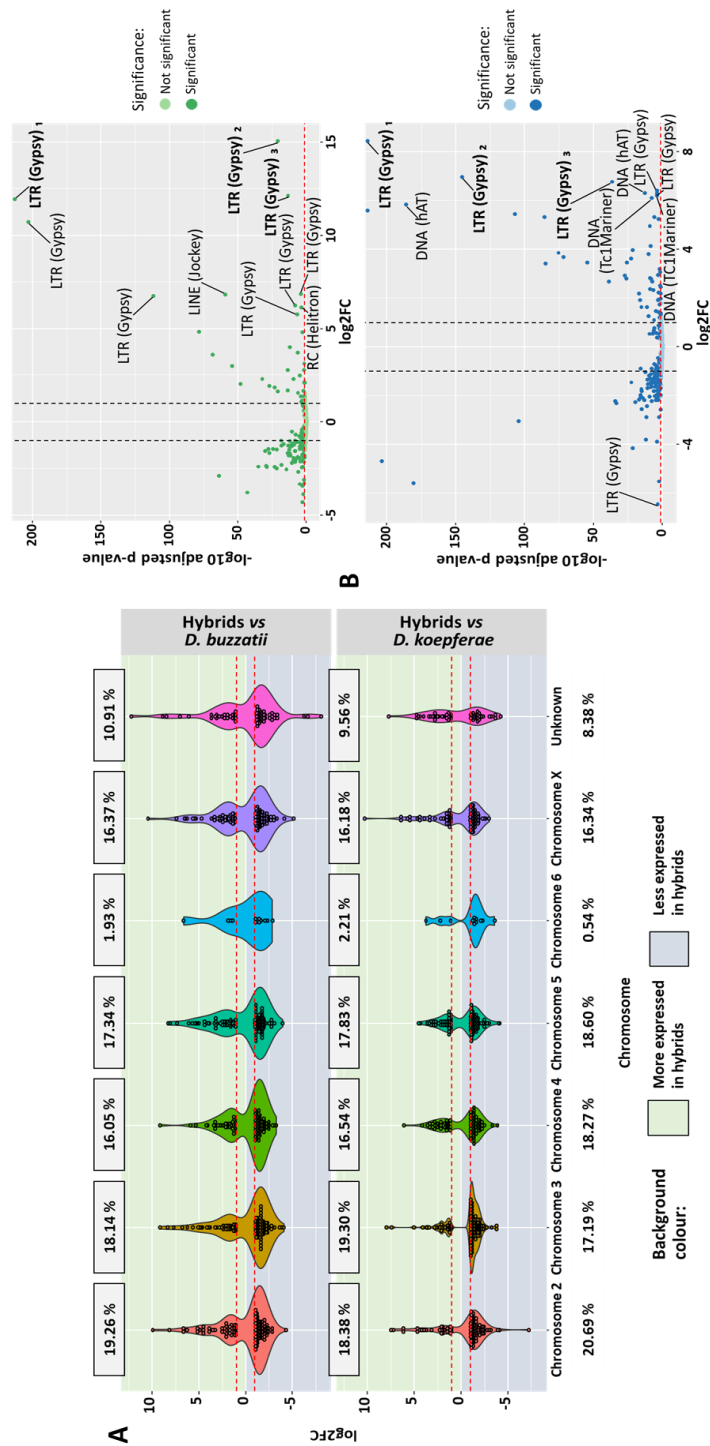 A
19.26 %
18.14 %
16.05 %
17.34 %
1.93 %
16.37 %
10.91 %
Hybrids vs
D. buzzatii
10
5
0
-5
18.38 %
19.30 %
16.54 %
17.83 %
2.21 %
16.18 %
9.56 %
Hybrids vs
D. koepferae
10
5
0
-5
log2FC
Chromosome 2
Chromosome 3
Chromosome 4
Chromosome 5
Chromosome 6
Chromosome X
Unknown
20.69 %
17.19 %
18.27 %
18.60 %
0.54 %
16.34 %
8.38 %
Chromosome
Background
colour:
More expressed
in hybrids
Less expressed
in hybrids
200
150
100
50
0
-log10 adjusted p-value
LTR (Gypsy) 1
LTR (Gypsy)
LTR (Gypsy)
LINE (Jockey)
LTR (Gypsy) 2
LTR (Gypsy) 3
LTR (Gypsy)
LTR (Gypsy)
LTR (Gypsy)
RC (Helitron)
-5
0
5
10
15
log2FC
Significance:
Not significant
Significant
B
200
150
100
50
0
-log10 adjusted p-value
LTR (Gypsy) 1
DNA (hAT)
LTR (Gypsy) 2
LTR (Gypsy) 3
DNA
(Tc1Mariner)
DNA (hAT)
LTR (Gypsy)
LTR (Gypsy)
DNA (Tc1Mariner)
LTR (Gypsy)
-4
0
4
8
log2FC
Significance:
Not significant
Significant